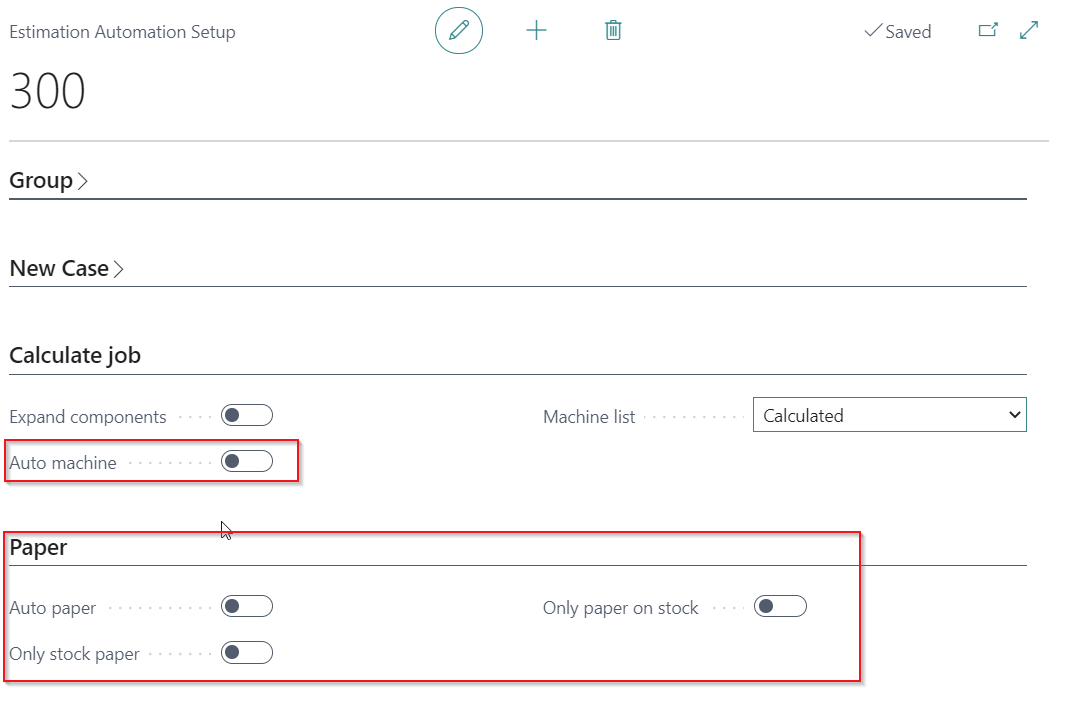 Estimation Automation Setup
Saved
300
Group
New Case
Calculate job
Expand components
Machine list
Calculated
Auto machine
Paper
Auto paper
Only paper on stock
Only stock paper